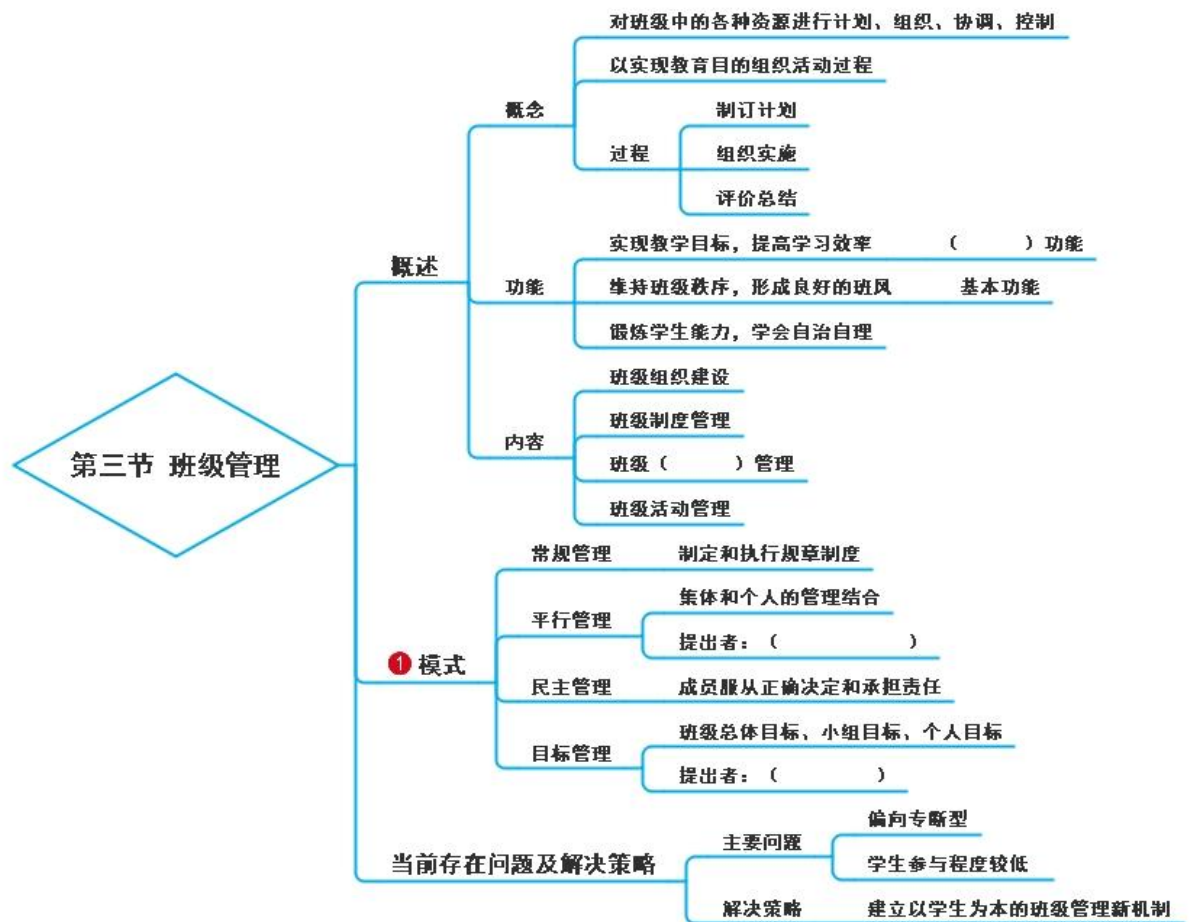 第三节 班级管理
概述
概念
对班级中的各种资源进行计划、组织、协调、控制
以实现教育目的组织活动过程
过程
制订计划
组织实施
评价总结
功能
实现教学目标，提高学习效率 （ ）功能
维持班级秩序，形成良好的班风 基本功能
锻炼学生能力，学会自治自理
内容
班级组织建设
班级制度管理
班级（ ）管理
班级活动管理
1 模式
常规管理 制定和执行规章制度
平行管理
集体和个人的管理结合
提出者：（ ）
民主管理 成员服从正确决定和承担责任
目标管理
班级总体目标、小组目标、个人目标
提出者：（ ）
当前存在问题及解决策略
主要问题
偏向专断型
学生参与程度较低
解决策略 建立以学生为本的班级管理新机制